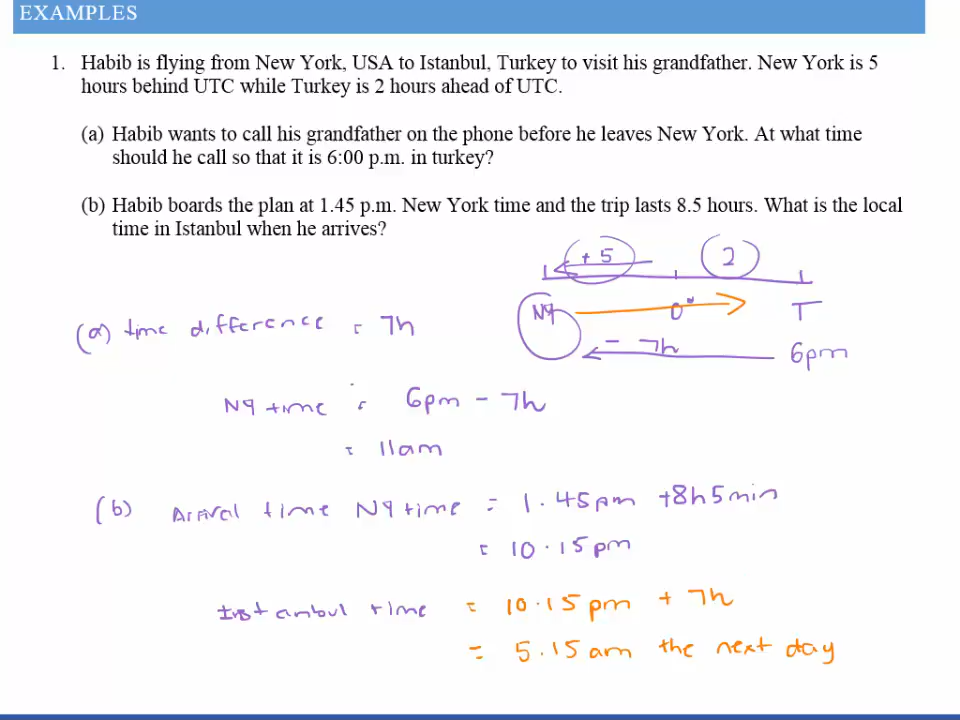 EXAMPLES
1. Habib is flying from New York, USA to Istanbul, Turkey to visit his grandfather. New York is 5
hours behind UTC while Turkey is 2 hours ahead of UTC.
(a) Habib wants to call his grandfather on the phone before he leaves New York. At what time
should he call so that it is 6:00 p.m. in turkey?
(b) Habib boards the plan at 1.45 p.m. New York time and the trip lasts 8.5 hours. What is the local
time in Istanbul when he arrives?
+5 2
NY 0° T
- 7h 6pm
(a) time difference = 7h
NY time = 6pm - 7h
= 11am
(b) Arrival time NY time = 1.45pm +8h5min
= 10.15pm
Instambul time = 10.15pm + 7h
= 5.15am the next day